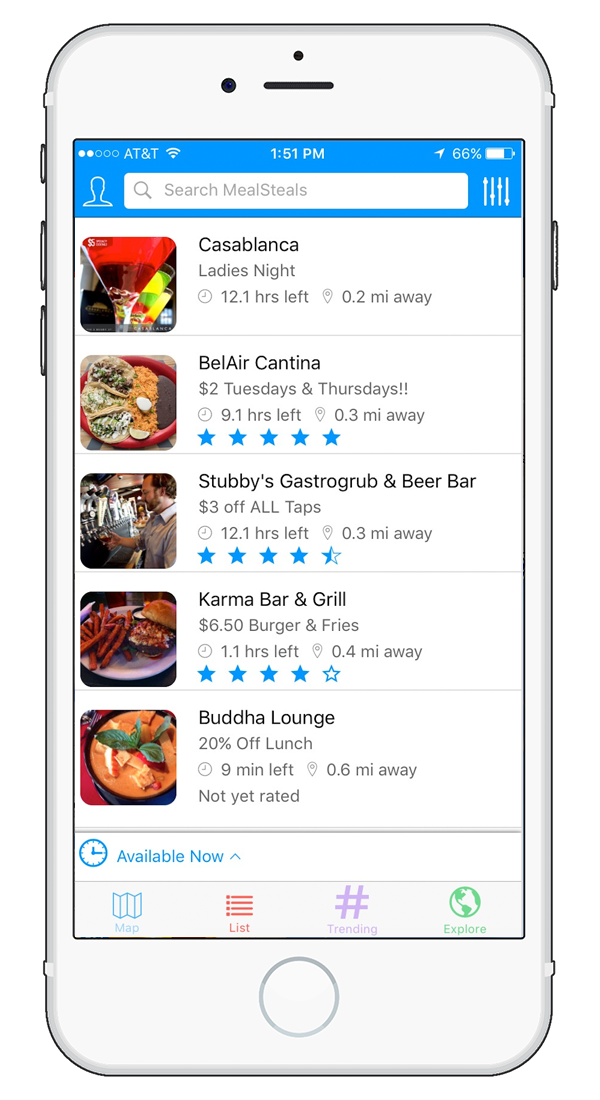 AT&T 1:51 PM 66%
Search MealSteals
$5
Casablanca
Ladies Night
12.1 hrs left 0.2 mi away
BelAir Cantina
$2 Tuesdays & Thursdays!!
9.1 hrs left 0.3 mi away
Stubby's Gastrogrub & Beer Bar
$3 off ALL Taps
12.1 hrs left 0.3 mi away
Karma Bar & Grill
$6.50 Burger & Fries
1.1 hrs left 0.4 mi away
Buddha Lounge
20% Off Lunch
9 min left 0.6 mi away
Not yet rated
Available Now
Map List Trending Explore